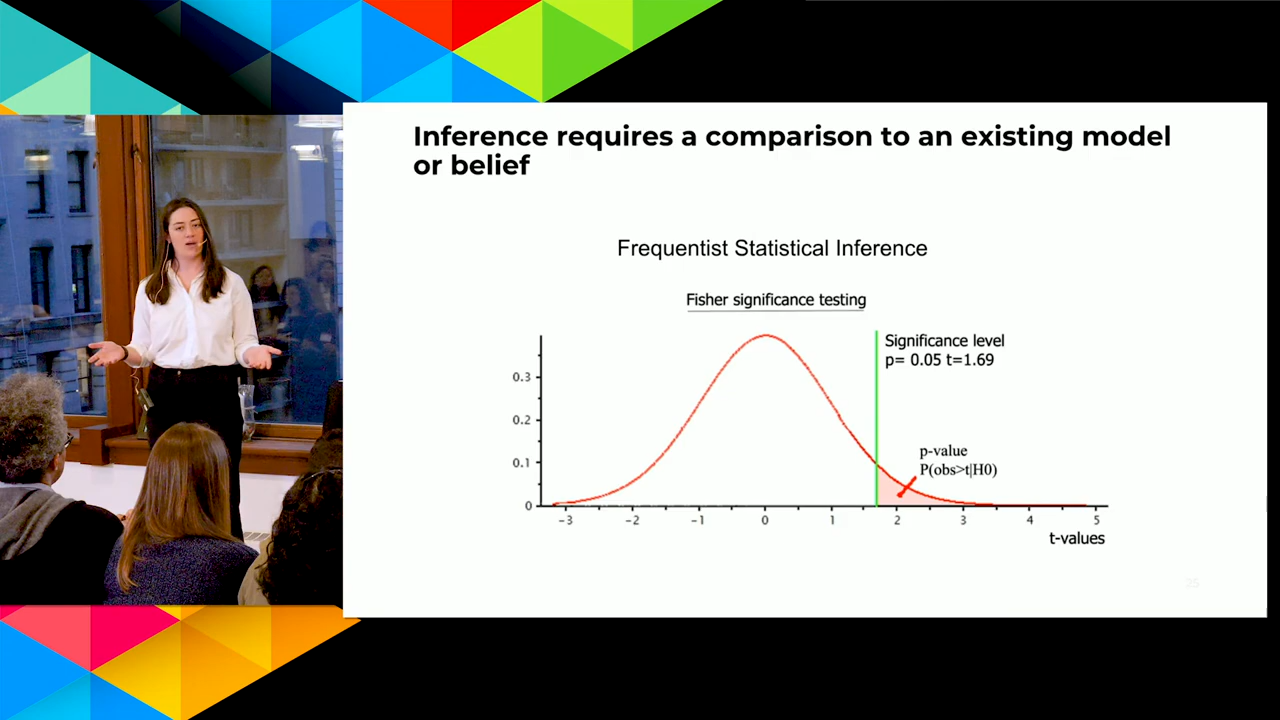 Inference requires a comparison to an existing model
or belief
Frequentist Statistical Inference
Fisher significance testing
Significance level
p= 0.05 t=1.69
p-value
P(obs>t|H0)
0.3
0.2
0.1
0
−3
−2
−1
0
1
2
3
4
5
t-values
25